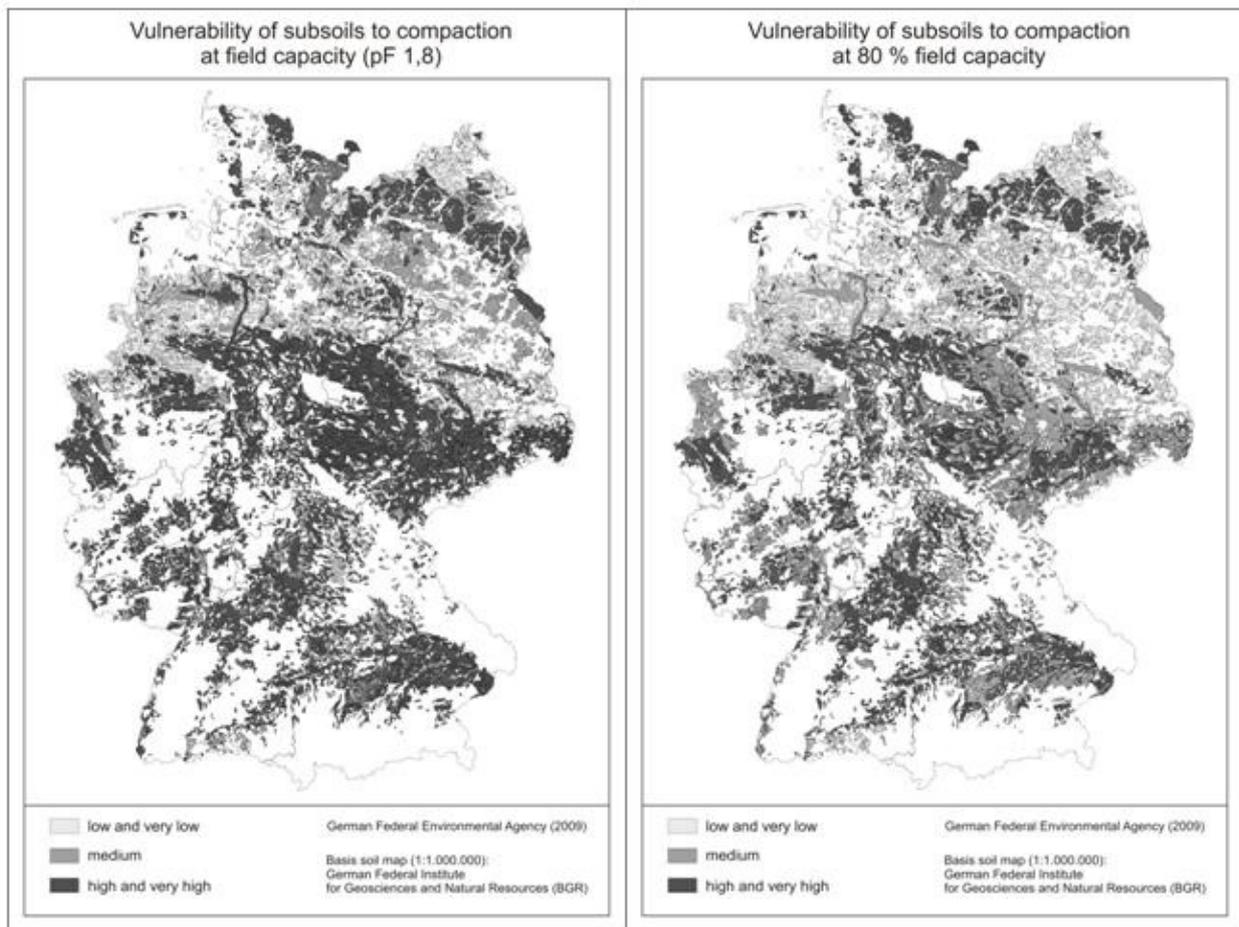 Vulnerability of subsoils to compaction
at field capacity (pF 1,8)
low and very low
medium
high and very high
German Federal Environmental Agency (2009)
Basis soil map (1:1.000.000):
German Federal Institute
for Geosciences and Natural Resources (BGR)
Vulnerability of subsoils to compaction
at 80 % field capacity
low and very low
medium
high and very high
German Federal Environmental Agency (2009)
Basis soil map (1:1.000.000):
German Federal Institute
for Geosciences and Natural Resources (BGR)